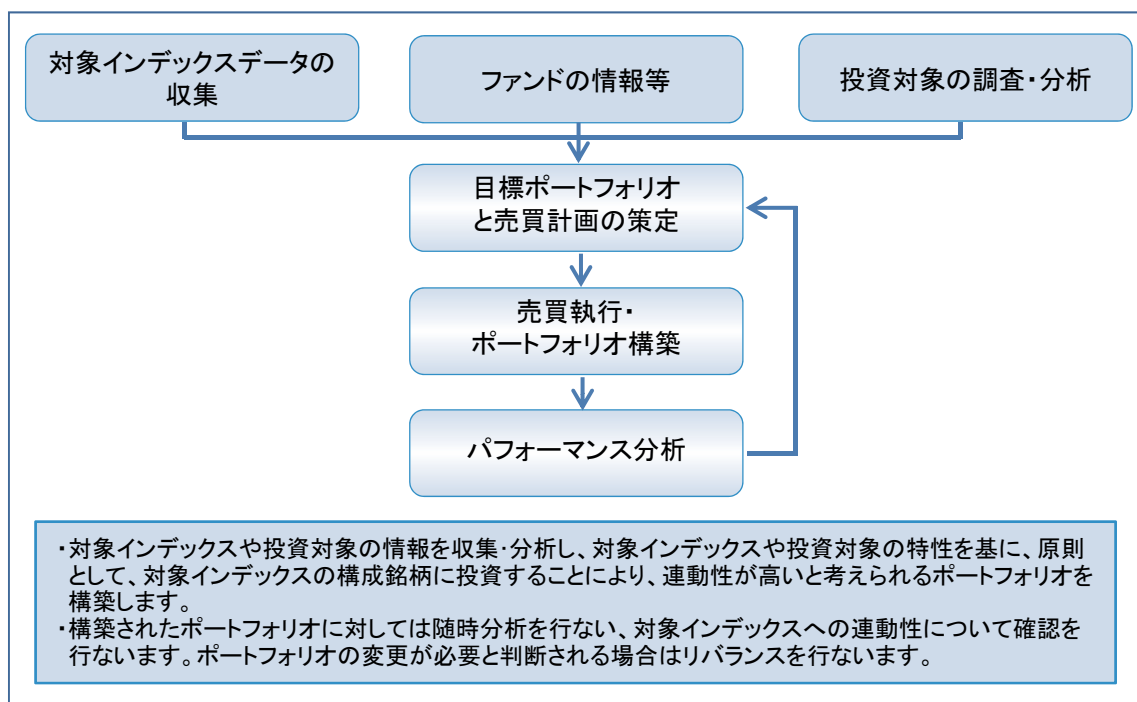 対象インデックスデータの
収集
ファンドの情報等
投資対象の調査・分析
目標ポートフォリオ
と売買計画の策定
売買執行・
ポートフォリオ構築
パフォーマンス分析
・対象インデックスや投資対象の情報を収集・分析し、対象インデックスや投資対象の特性を基に、原則
として、対象インデックスの構成銘柄に投資することにより、連動性が高いと考えられるポートフォリオを
構築します。
・構築されたポートフォリオに対しては随時分析を行ない、対象インデックスへの連動性について確認を
行ないます。ポートフォリオの変更が必要と判断される場合はリバランスを行ないます。